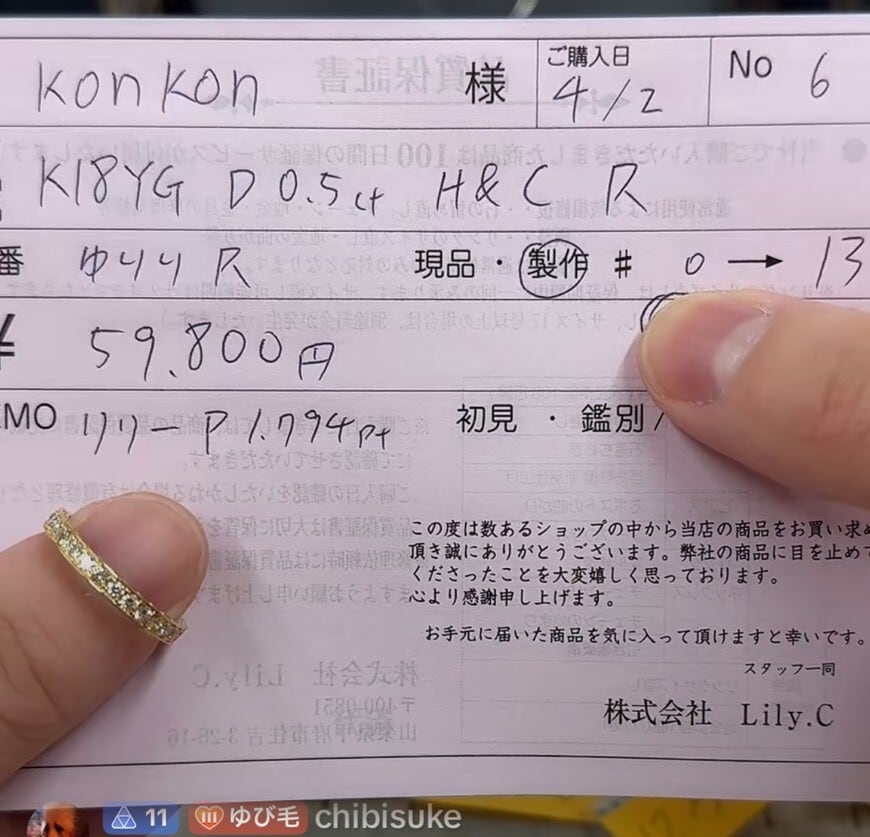 konkon 様 ご購入日 4/2 No 6
K18YG D 0.5ct H&C R
番 ゆりりR 現品・製作 # 0 → 13
¥ 59.800円
MO リリーP 1.794Pt 初見 ・ 鑑別
この度は数あるショップの中から当店の商品をお買い求め
頂き誠にありがとうございます。弊社の商品に目を止めて
くださったことを大変嬉しく思っております。
心より感謝申し上げます。
お手元に届いた商品を気に入って頂けますと幸いです。
スタッフ一同
株式会社 Lily.C
11 ゆび毛 chibisuke